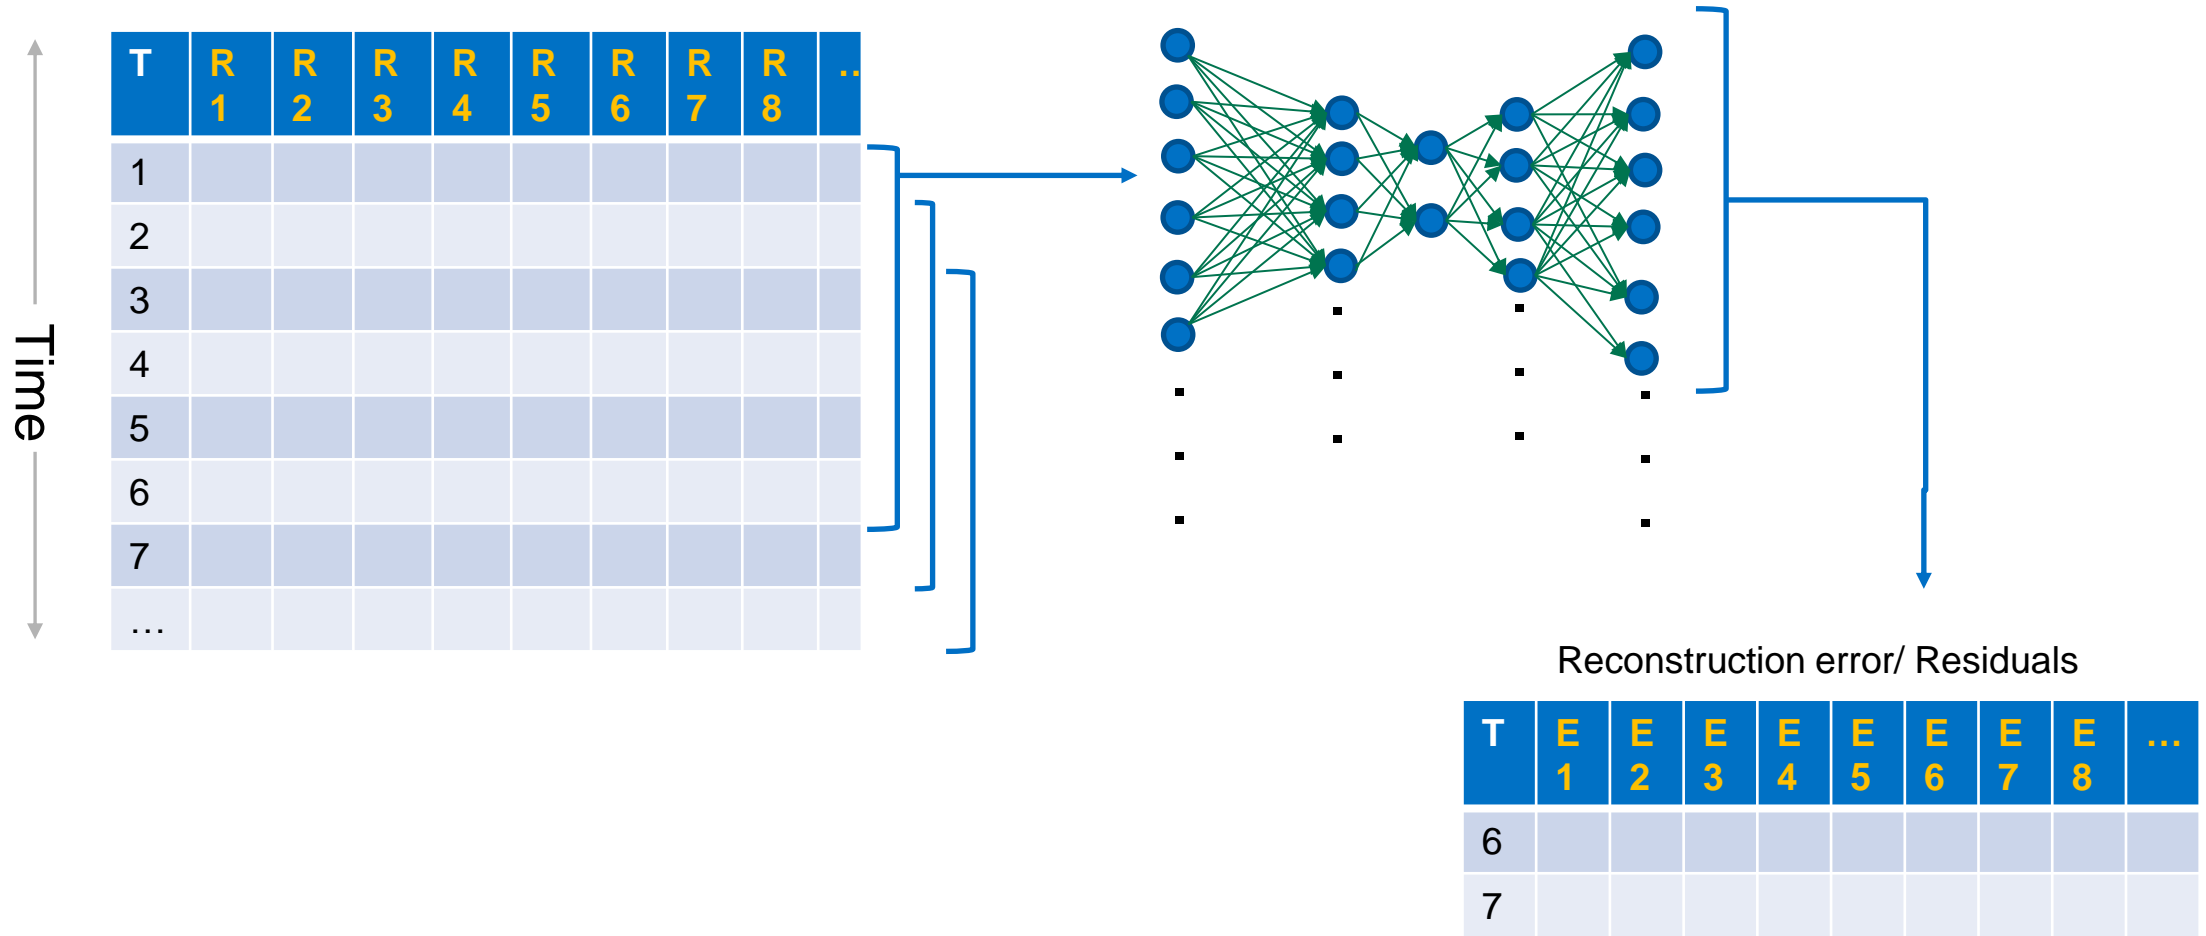 T R R R R R R R R ..
1 2 3 4 5 6 7 8
1
2
3
4
5
6
7
…
Time
Reconstruction error/ Residuals
T E E E E E E E E …
1 2 3 4 5 6 7 8
6
7